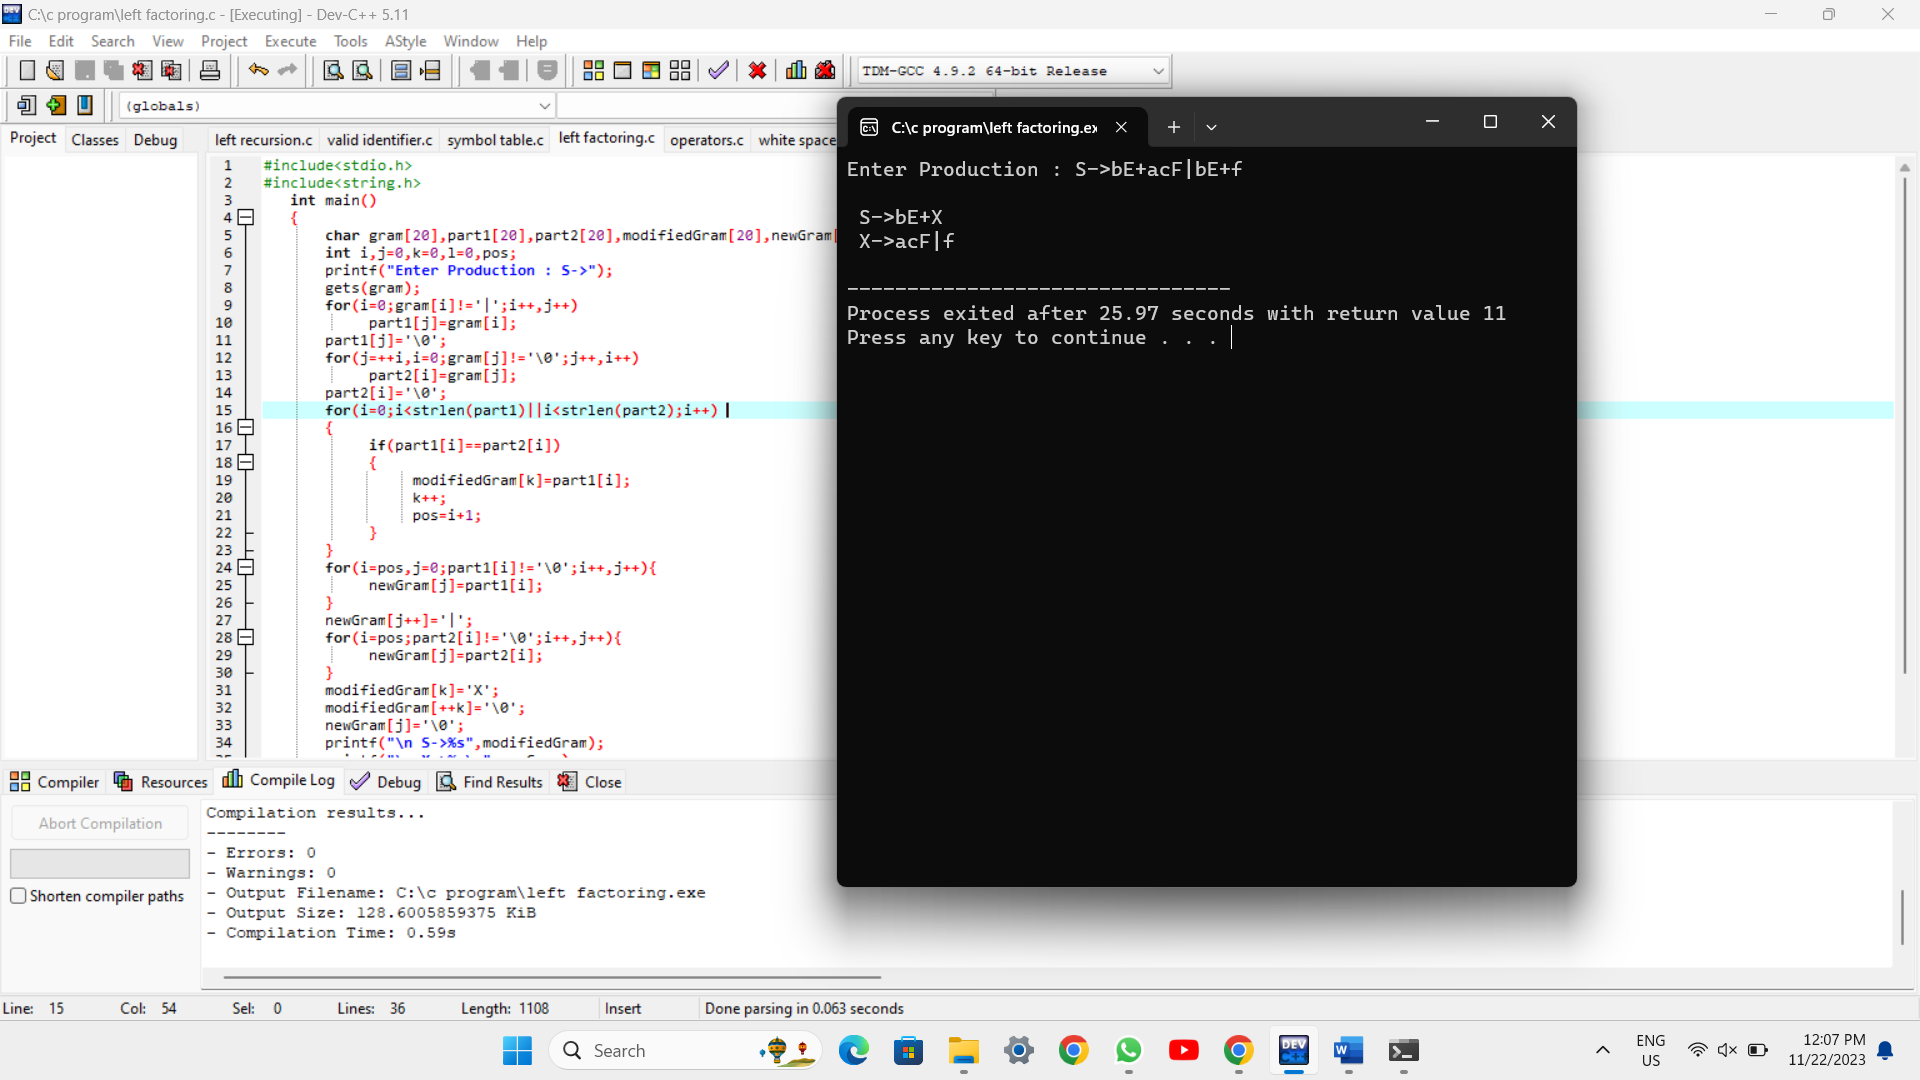 C:\c program\left factoring.c - [Executing] - Dev-C++ 5.11
File Edit Search View Project Execute Tools AStyle Window Help
TDM-GCC 4.9.2 64-bit Release
(globals)
Project Classes Debug
left recursion.c valid identifier.c symbol table.c left factoring.c operators.c white space
1 #include<stdio.h>
2 #include<string.h>
3 int main()
4 {
5 char gram[20],part1[20],part2[20],modifiedGram[20],newGram[
6 int i,j=0,k=0,l=0,pos;
7 printf("Enter Production : S->");
8 gets(gram);
9 for(i=0;gram[i]!='|';i++,j++)
10 part1[j]=gram[i];
11 part1[j]='\0';
12 for(j=++i,i=0;gram[j]!='\0';j++,i++)
13 part2[i]=gram[j];
14 part2[i]='\0';
15 for(i=0;i<strlen(part1)||i<strlen(part2);i++)
16 {
17 if(part1[i]==part2[i])
18 {
19 modifiedGram[k]=part1[i];
20 k++;
21 pos=i+1;
22 }
23 }
24 for(i=pos,j=0;part1[i]!='\0';i++,j++){
25 newGram[j]=part1[i];
26 }
27 newGram[j++]='|';
28 for(i=pos;part2[i]!='\0';i++,j++){
29 newGram[j]=part2[i];
30 }
31 modifiedGram[k]='X';
32 modifiedGram[++k]='\0';
33 newGram[j]='\0';
34 printf("\n S->%s",modifiedGram);
C:\c program\left factoring.ex
Enter Production : S->bE+acF|bE+f
S->bE+X
X->acF|f
--------------------------------
Process exited after 25.97 seconds with return value 11
Press any key to continue . . .
Compiler Resources Compile Log Debug Find Results Close
Abort Compilation
Shorten compiler paths
Compilation results...
--------
- Errors: 0
- Warnings: 0
- Output Filename: C:\c program\left factoring.exe
- Output Size: 128.6005859375 KiB
- Compilation Time: 0.59s
Line: 15 Col: 54 Sel: 0 Lines: 36 Length: 1108 Insert Done parsing in 0.063 seconds
Search
DEV
ENG
US
12:07 PM
11/22/2023